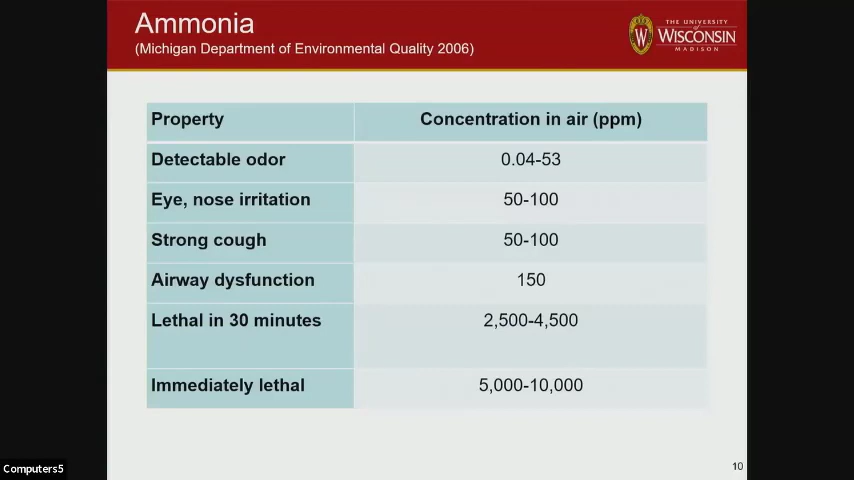 Ammonia
(Michigan Department of Environmental Quality 2006)
THE UNIVERSITY
of
WISCONSIN
MADISON
W
Property Concentration in air (ppm)
Detectable odor 0.04-53
Eye, nose irritation 50-100
Strong cough 50-100
Airway dysfunction 150
Lethal in 30 minutes 2,500-4,500
Immediately lethal 5,000-10,000
Computers5
10